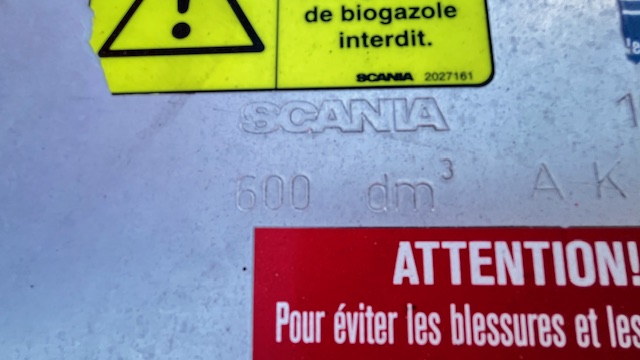 de biogazole
interdit.
SCANIA 2027161
SCANIA
600 dm³ A K
ATTENTION!
Pour éviter les blessures et les